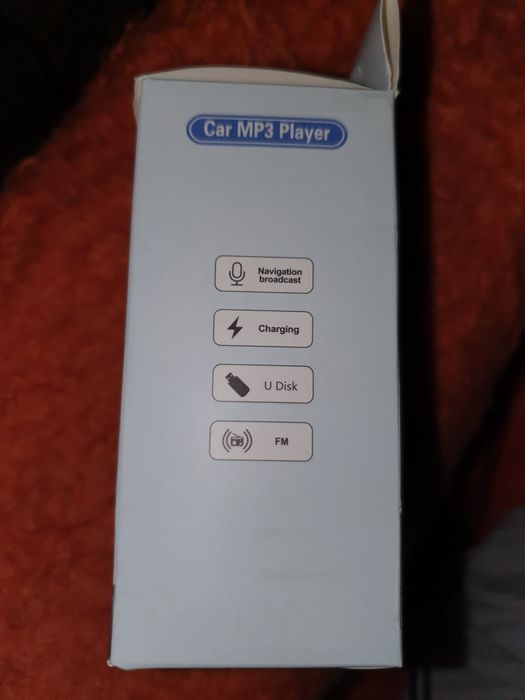 Car MP3 Player
Navigation
broadcast
Charging
U Disk
FM